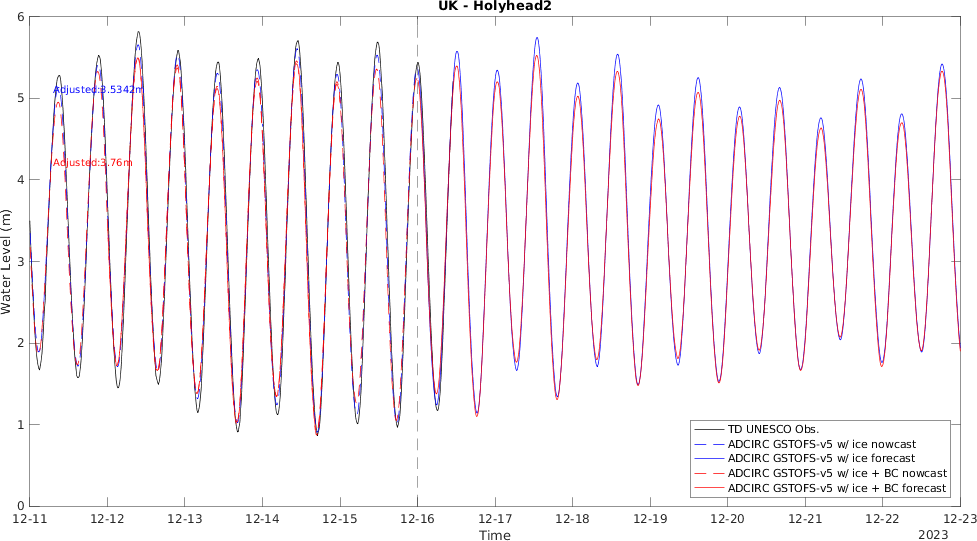 UK - Holyhead2
6
5
4
3
2
1
0
Water Level (m)
Adjusted:3.5342m
Adjusted:3.76m
TD UNESCO Obs.
ADCIRC GSTOFS-v5 w/ ice nowcast
ADCIRC GSTOFS-v5 w/ ice forecast
ADCIRC GSTOFS-v5 w/ ice + BC nowcast
ADCIRC GSTOFS-v5 w/ ice + BC forecast
12-11 12-12 12-13 12-14 12-15 12-16 12-17 12-18 12-19 12-20 12-21 12-22 12-23
Time
2023